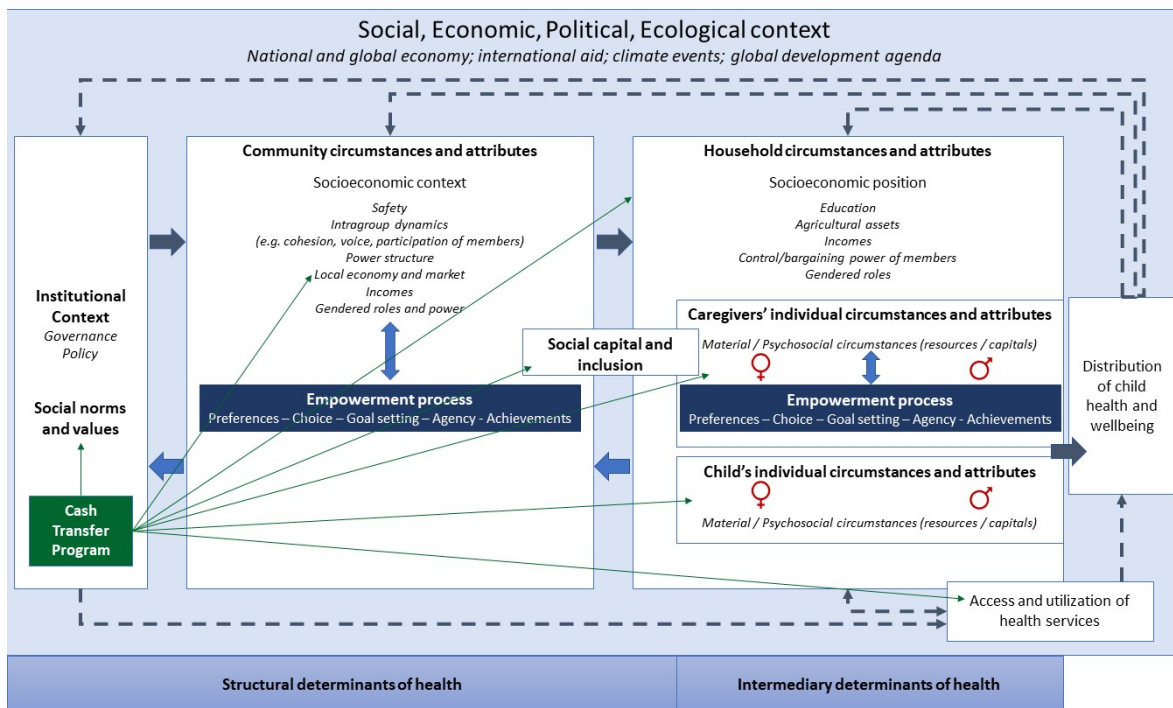 Social, Economic, Political, Ecological context
National and global economy; international aid; climate events; global development agenda
Institutional
Context
Governance
Policy
Social norms
and values
Cash
Transfer
Program
Community circumstances and attributes
Socioeconomic context
Safety
Intragroup dynamics
(e.g. cohesion, voice, participation of members)
Power structure
Local economy and market
Incomes
Gendered roles and power
Empowerment process
Preferences – Choice – Goal setting – Agency - Achievements
Social capital and
inclusion
Household circumstances and attributes
Socioeconomic position
Education
Agricultural assets
Incomes
Control/bargaining power of members
Gendered roles
Caregivers’ individual circumstances and attributes
Material / Psychosocial circumstances (resources / capitals)
Empowerment process
Preferences – Choice – Goal setting – Agency - Achievements
Child’s individual circumstances and attributes
Material / Psychosocial circumstances (resources / capitals)
Distribution
of child
health and
wellbeing
Access and utilization of
health services
Structural determinants of health
Intermediary determinants of health